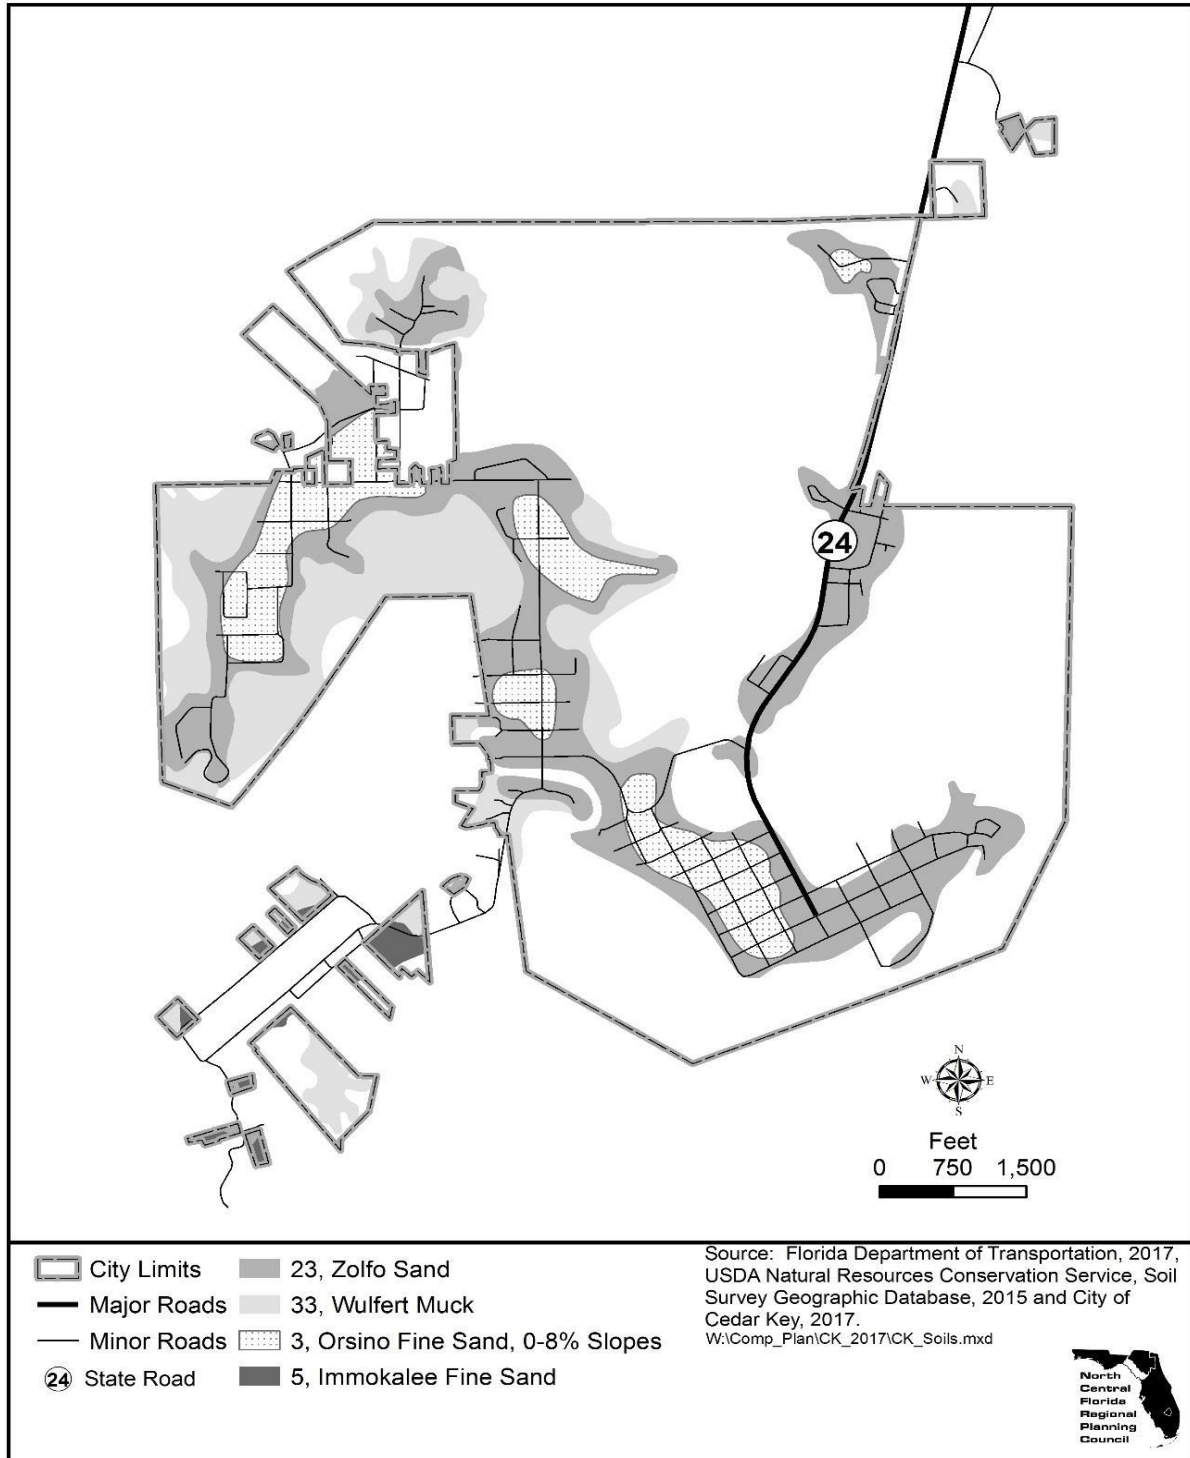 24
N
W E
S
Feet
0 750 1,500
City Limits
Major Roads
Minor Roads
24 State Road
23, Zolfo Sand
33, Wulfert Muck
3, Orsino Fine Sand, 0-8% Slopes
5, Immokalee Fine Sand
Source: Florida Department of Transportation, 2017,
USDA Natural Resources Conservation Service, Soil
Survey Geographic Database, 2015 and City of
Cedar Key, 2017.
W:\Comp_Plan\CK_2017\CK_Soils.mxd
North
Central
Florida
Regional
Planning
Council